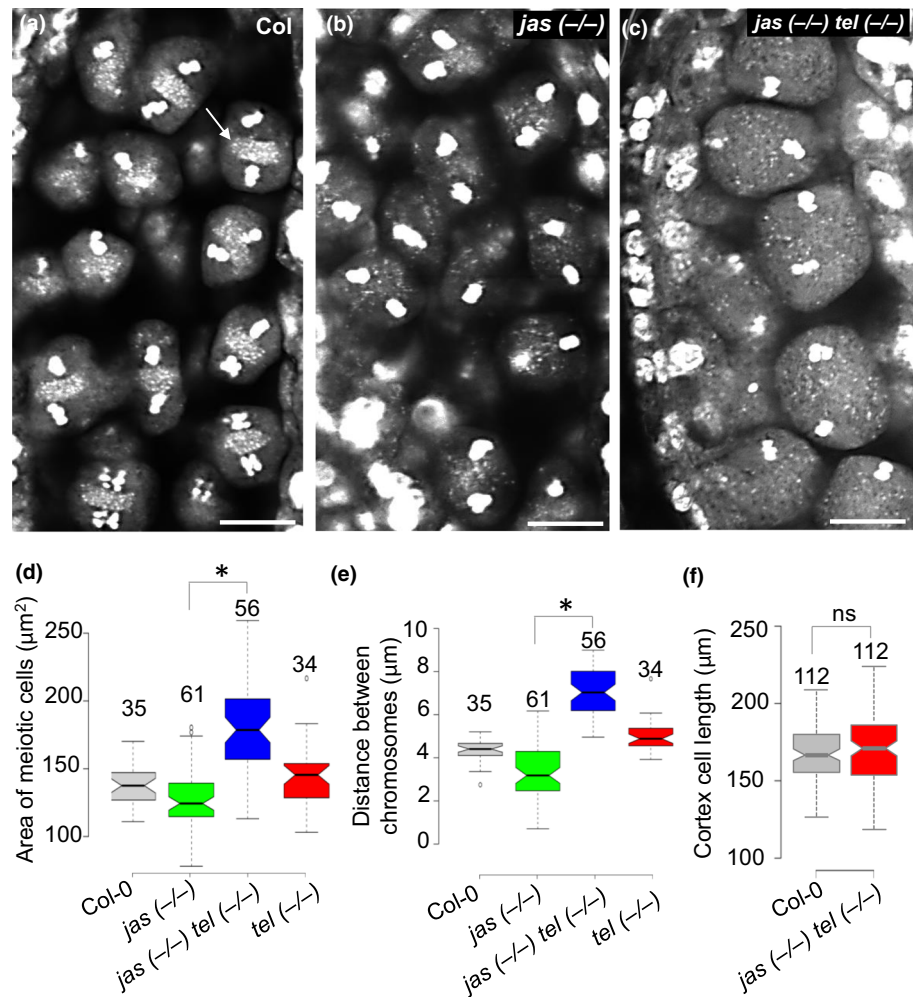 (a) Col
(b) jas (–/–)
(c) jas (–/–) tel (–/–)
(d)
Area of meiotic cells (µm²)
250
200
150
100
35
61
*
56
34
Col-0
jas (–/–)
jas (–/–) tel (–/–)
tel (–/–)
(e)
Distance between
chromosomes (µm)
10
8
6
4
2
0
35
61
*
56
34
Col-0
jas (–/–)
jas (–/–) tel (–/–)
tel (–/–)
(f)
Cortex cell length (µm)
250
200
150
100
ns
112
112
Col-0
jas (–/–) tel (–/–)